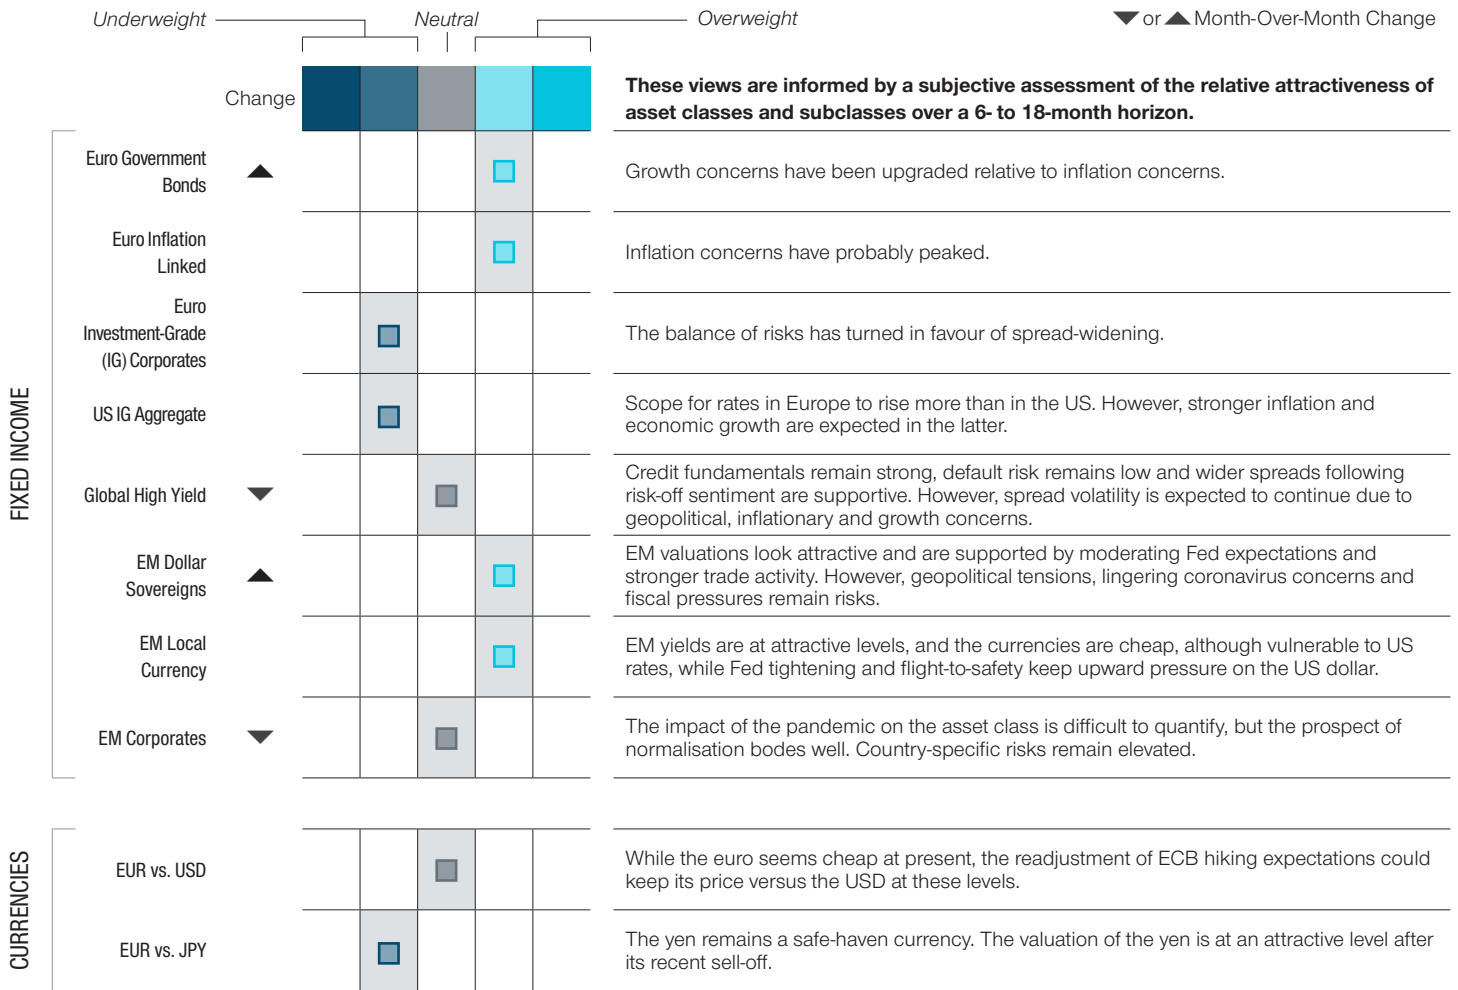 Underweight
Neutral
Overweight
▼ or ▲ Month-Over-Month Change
Change
These views are informed by a subjective assessment of the relative attractiveness of
asset classes and subclasses over a 6- to 18-month horizon.
FIXED INCOME
Euro Government
Bonds
▲
Growth concerns have been upgraded relative to inflation concerns.
Euro Inflation
Linked
Inflation concerns have probably peaked.
Euro
Investment-Grade
(IG) Corporates
The balance of risks has turned in favour of spread-widening.
US IG Aggregate
Scope for rates in Europe to rise more than in the US. However, stronger inflation and
economic growth are expected in the latter.
Global High Yield
▼
Credit fundamentals remain strong, default risk remains low and wider spreads following
risk-off sentiment are supportive. However, spread volatility is expected to continue due to
geopolitical, inflationary and growth concerns.
EM Dollar
Sovereigns
▲
EM valuations look attractive and are supported by moderating Fed expectations and
stronger trade activity. However, geopolitical tensions, lingering coronavirus concerns and
fiscal pressures remain risks.
EM Local
Currency
EM yields are at attractive levels, and the currencies are cheap, although vulnerable to US
rates, while Fed tightening and flight-to-safety keep upward pressure on the US dollar.
EM Corporates
▼
The impact of the pandemic on the asset class is difficult to quantify, but the prospect of
normalisation bodes well. Country-specific risks remain elevated.
CURRENCIES
EUR vs. USD
While the euro seems cheap at present, the readjustment of ECB hiking expectations could
keep its price versus the USD at these levels.
EUR vs. JPY
The yen remains a safe-haven currency. The valuation of the yen is at an attractive level after
its recent sell-off.